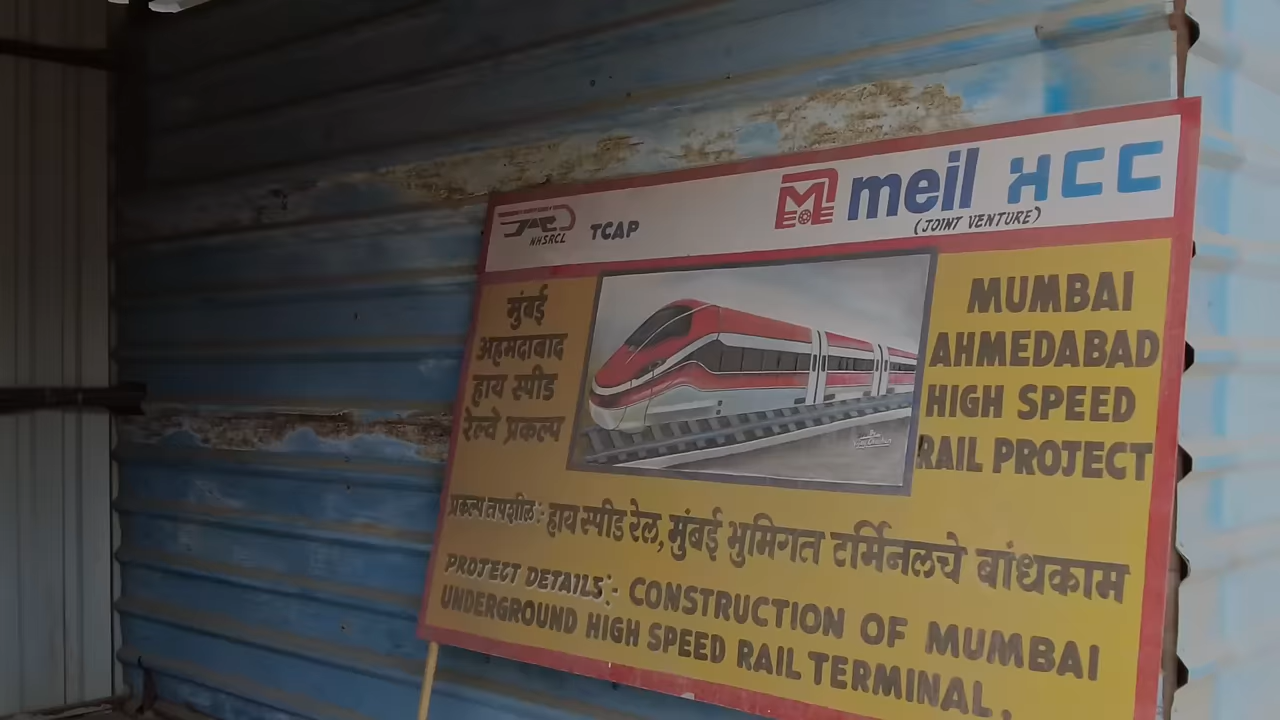 NHSRCL TCAP
meil HCC
(JOINT VENTURE)
मुंबई
अहमदाबाद
हाय स्पीड
रेल्वे प्रकल्प
MUMBAI
AHMEDABAD
HIGH SPEED
RAIL PROJECT
प्रकल्प तपशील:- हाय स्पीड रेल, मुंबई भुमिगत टर्मिनलचे बांधकाम
PROJECT DETAILS:- CONSTRUCTION OF MUMBAI
UNDERGROUND HIGH SPEED RAIL TERMINAL.